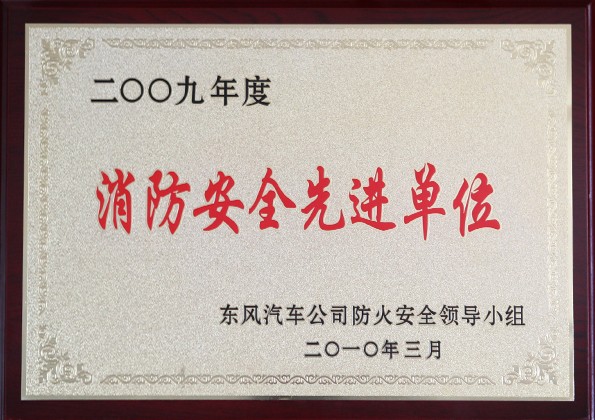 二〇〇九年度
消防安全先进单位
东风汽车公司防火安全领导小组
二〇一〇年三月